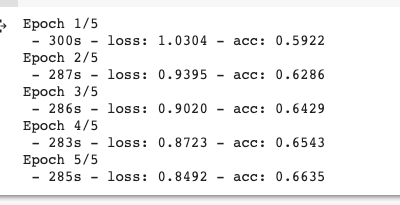 Epoch 1/5
- 300s - loss: 1.0304 - acc: 0.5922
Epoch 2/5
- 287s - loss: 0.9395 - acc: 0.6286
Epoch 3/5
- 286s - loss: 0.9020 - acc: 0.6429
Epoch 4/5
- 283s - loss: 0.8723 - acc: 0.6543
Epoch 5/5
- 285s - loss: 0.8492 - acc: 0.6635